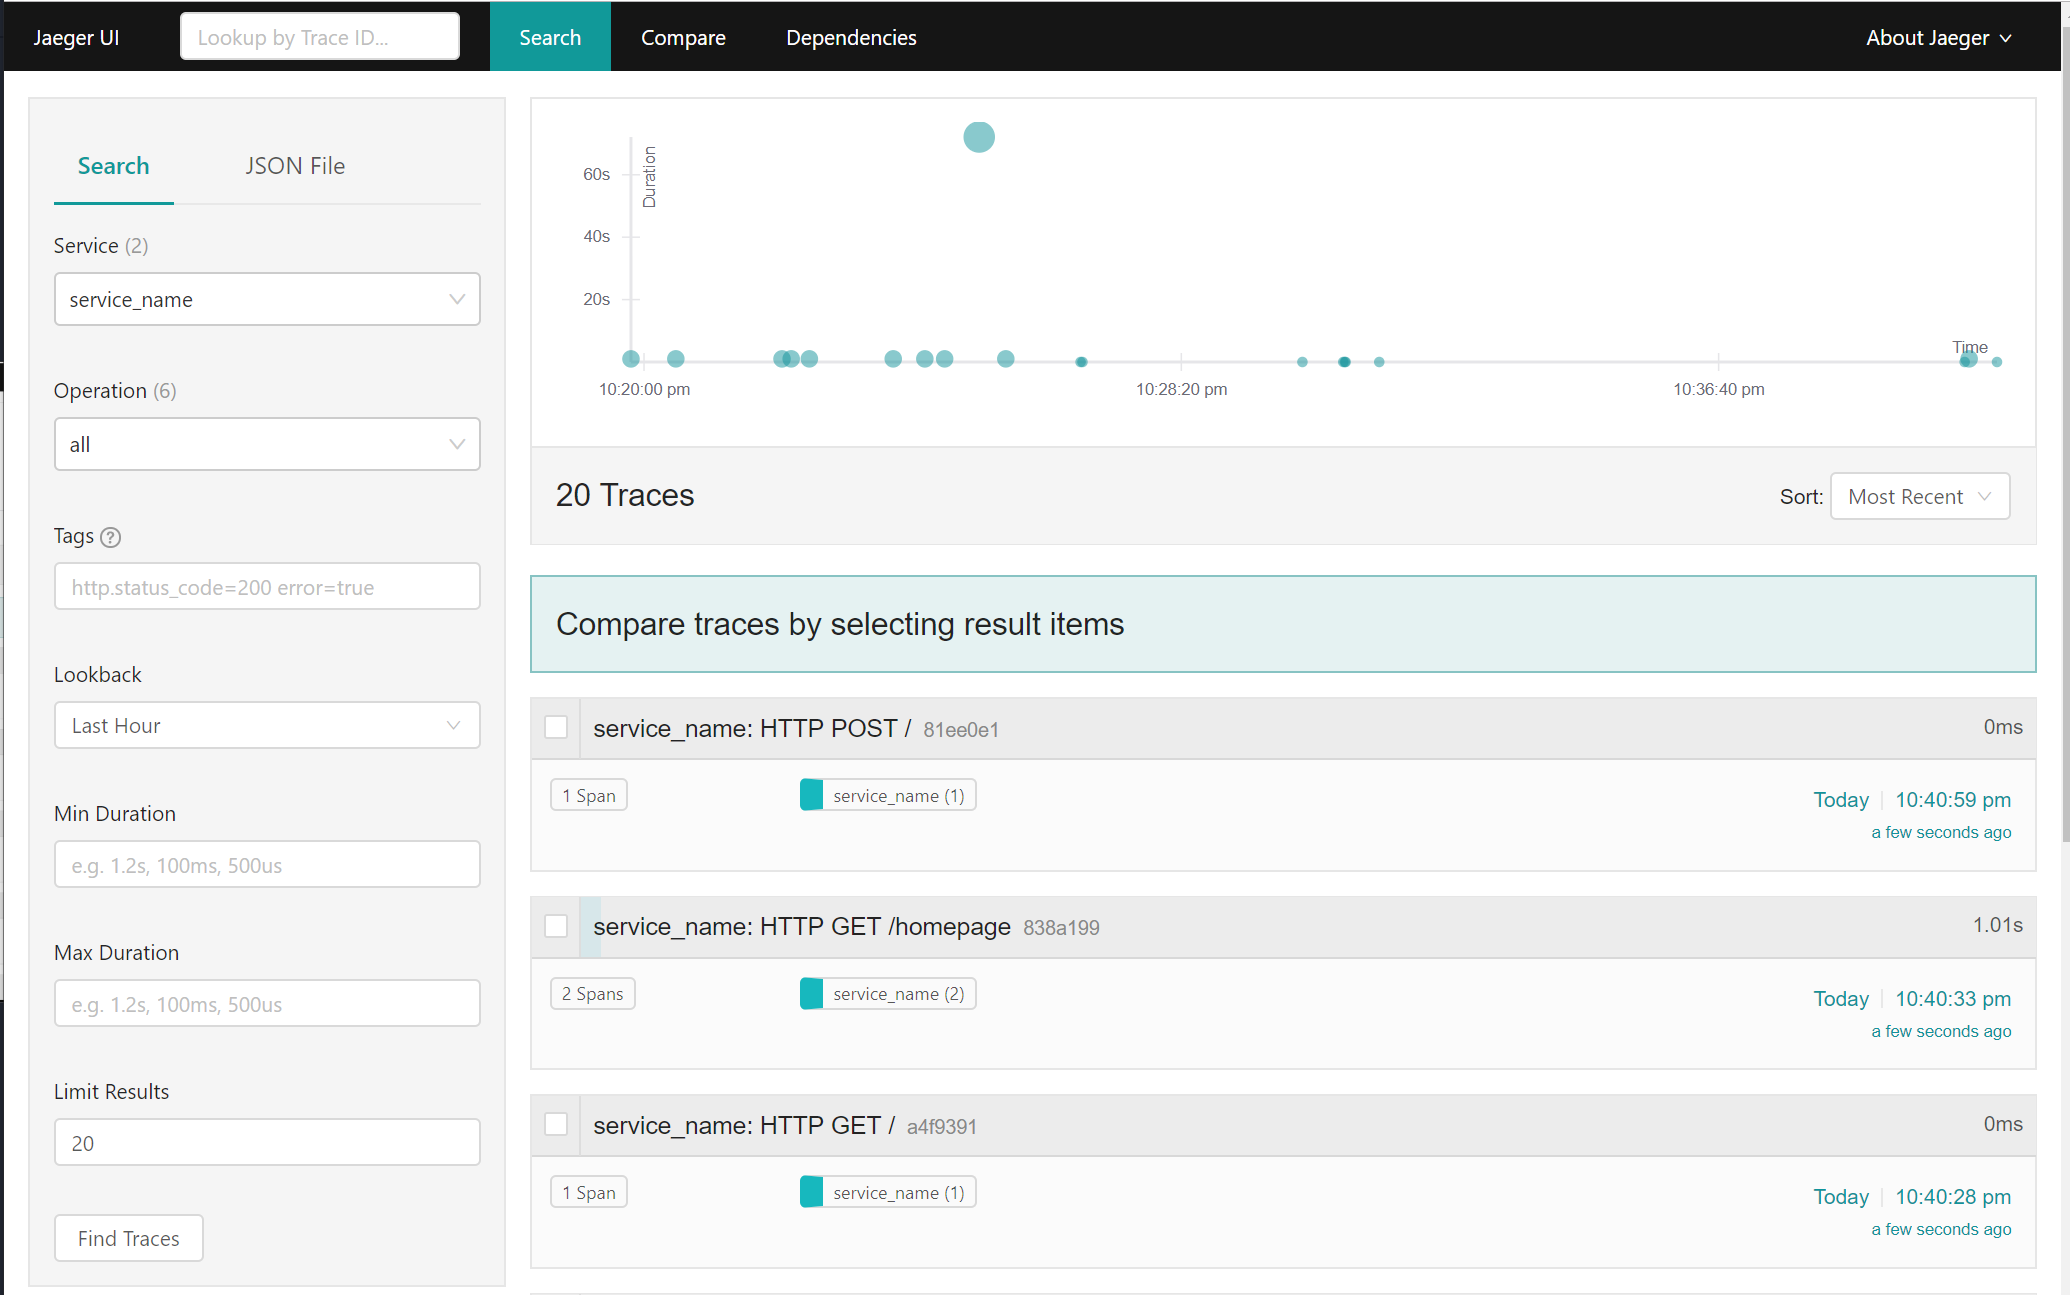 Jaeger UI
Lookup by Trace ID...
Search
Compare
Dependencies
About Jaeger
Search
JSON File
Service (2)
service_name
Operation (6)
all
Tags ?
http.status_code=200 error=true
Lookback
Last Hour
Min Duration
e.g. 1.2s, 100ms, 500us
Max Duration
e.g. 1.2s, 100ms, 500us
Limit Results
20
Find Traces
Duration
60s
40s
20s
Time
10:20:00 pm
10:28:20 pm
10:36:40 pm
20 Traces
Sort: Most Recent
Compare traces by selecting result items
service_name: HTTP POST / 81ee0e1
0ms
1 Span
service_name (1)
Today 10:40:59 pm
a few seconds ago
service_name: HTTP GET /homepage 838a199
1.01s
2 Spans
service_name (2)
Today 10:40:33 pm
a few seconds ago
service_name: HTTP GET / a4f9391
0ms
1 Span
service_name (1)
Today 10:40:28 pm
a few seconds ago